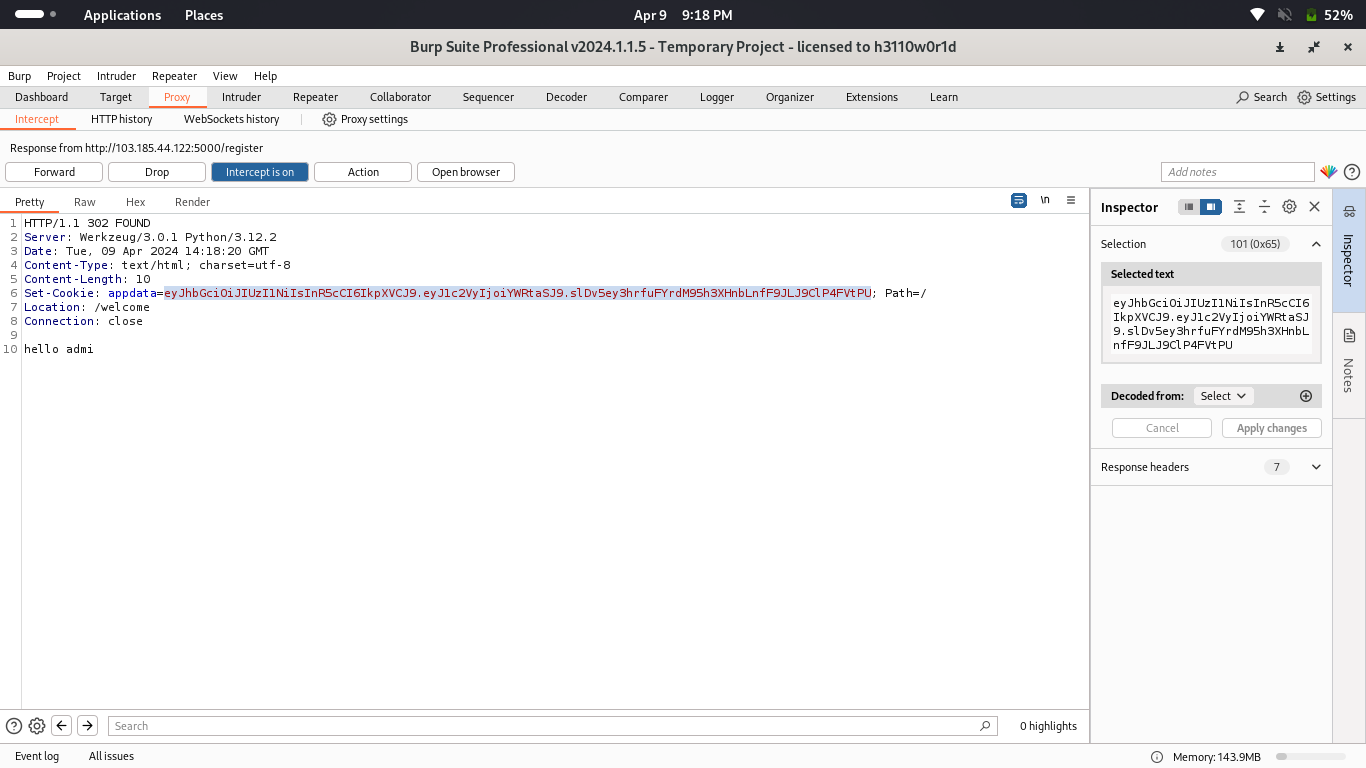 Applications Places Apr 9 9:18 PM 52%
Burp Suite Professional v2024.1.1.5 - Temporary Project - licensed to h3110w0r1d
Burp Project Intruder Repeater View Help
Dashboard Target Proxy Intruder Repeater Collaborator Sequencer Decoder Comparer Logger Organizer Extensions Learn Search Settings
Intercept HTTP history WebSockets history Proxy settings
Response from http://103.185.44.122:5000/register
Forward Drop Intercept is on Action Open browser Add notes
Pretty Raw Hex Render \n
1 HTTP/1.1 302 FOUND
2 Server: Werkzeug/3.0.1 Python/3.12.2
3 Date: Tue, 09 Apr 2024 14:18:20 GMT
4 Content-Type: text/html; charset=utf-8
5 Content-Length: 10
6 Set-Cookie: appdata=eyJhbGciOiJIUzI1NiIsInR5cCI6IkpXVCJ9.eyJ1c2VyIjoiYWRtaSJ9.slDv5ey3hrfuFYrdM95h3XHnbLnfF9JLJ9ClP4FVtPU; Path=/
7 Location: /welcome
8 Connection: close
9
10 hello admi
Inspector
Selection 101 (0x65)
Selected text
eyJhbGciOiJIUzI1NiIsInR5cCI6
IkpXVCJ9.eyJ1c2VyIjoiYWRtaSJ
9.slDv5ey3hrfuFYrdM95h3XHnbL
nfF9JLJ9ClP4FVtPU
Decoded from: Select
Cancel Apply changes
Response headers 7
Inspector
Notes
Search 0 highlights
Event log All issues Memory: 143.9MB